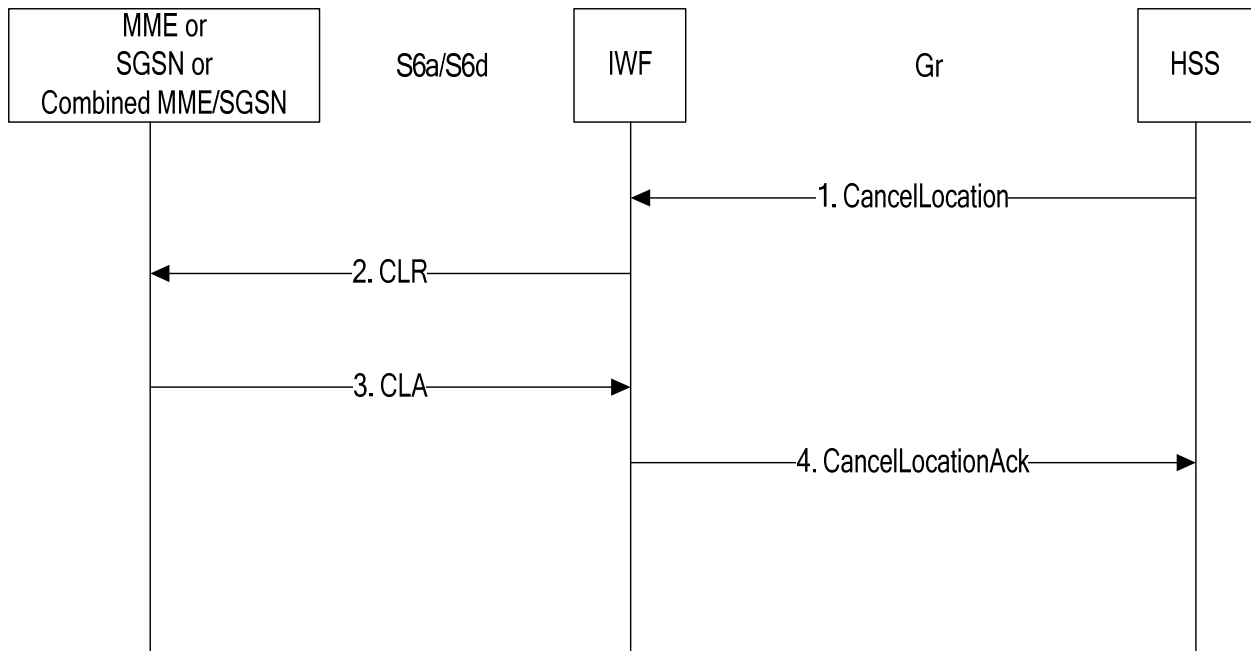 MME or
SGSN or
Combined MME/SGSN
S6a/S6d
IWF
Gr
HSS
1. CancelLocation
2. CLR
3. CLA
4. CancelLocationAck